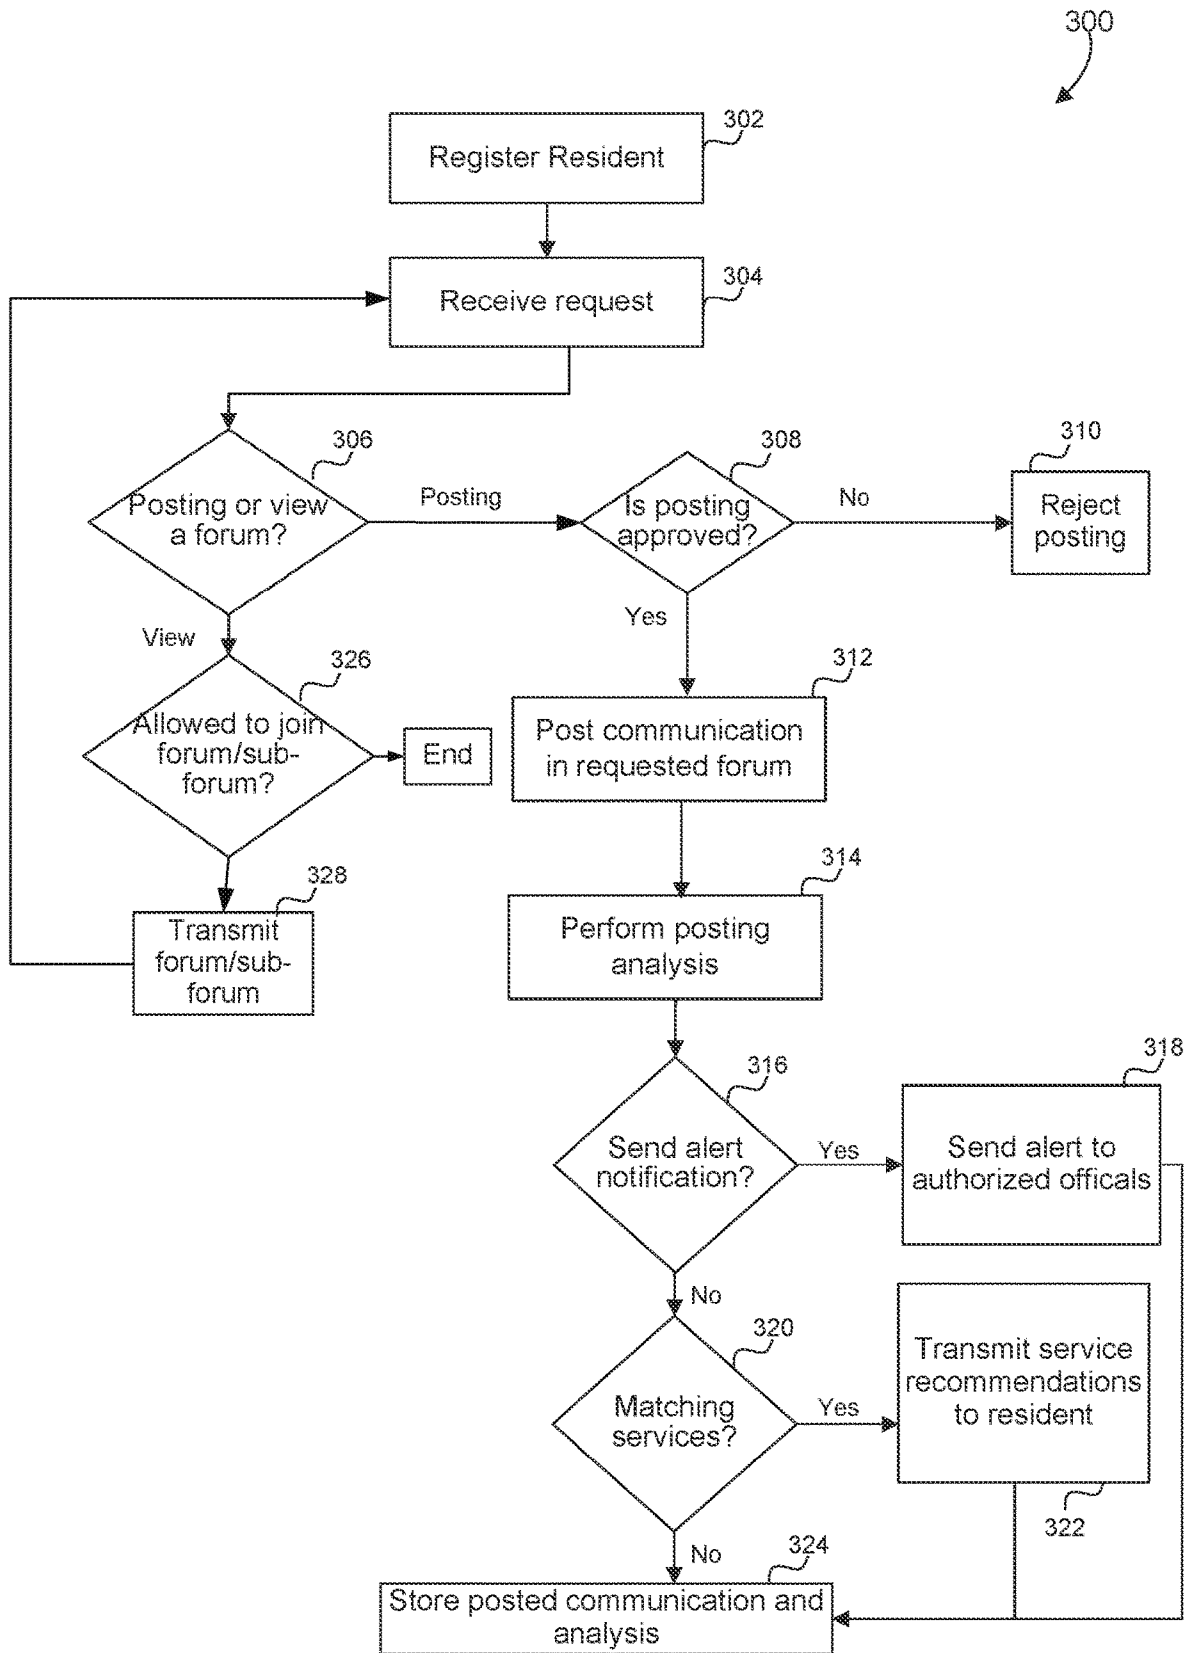 300
302
Register Resident
304
Receive request
306
Posting or view
a forum?
Posting
308
Is posting
approved?
No
310
Reject
posting
View
Yes
326
Allowed to join
forum/sub-
forum?
End
312
Post communication
in requested forum
328
Transmit
forum/sub-
forum
314
Perform posting
analysis
316
Send alert
notification?
Yes
318
Send alert to
authorized officals
No
320
Matching
services?
Yes
Transmit service
recommendations
to resident
322
No
324
Store posted communication and
analysis